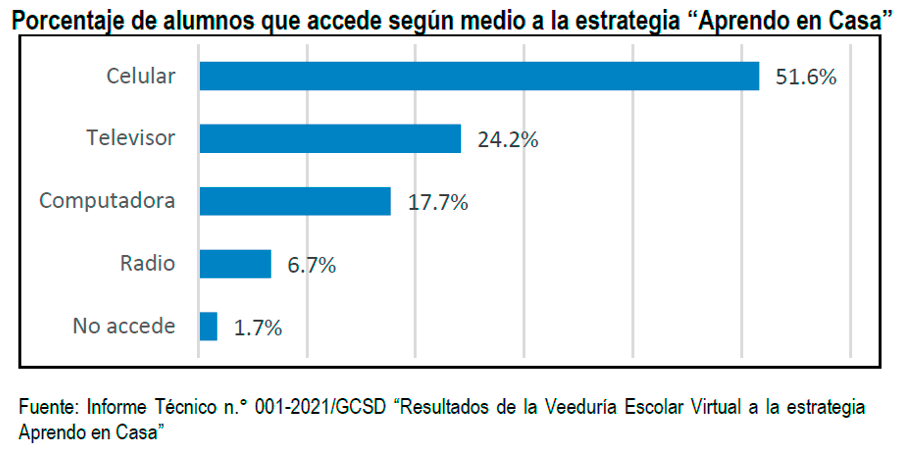 Porcentaje de alumnos que accede según medio a la estrategia “Aprendo en Casa”
Celular 51.6%
Televisor 24.2%
Computadora 17.7%
Radio 6.7%
No accede 1.7%
Fuente: Informe Técnico n.° 001-2021/GCSD “Resultados de la Veeduría Escolar Virtual a la estrategia
Aprendo en Casa”